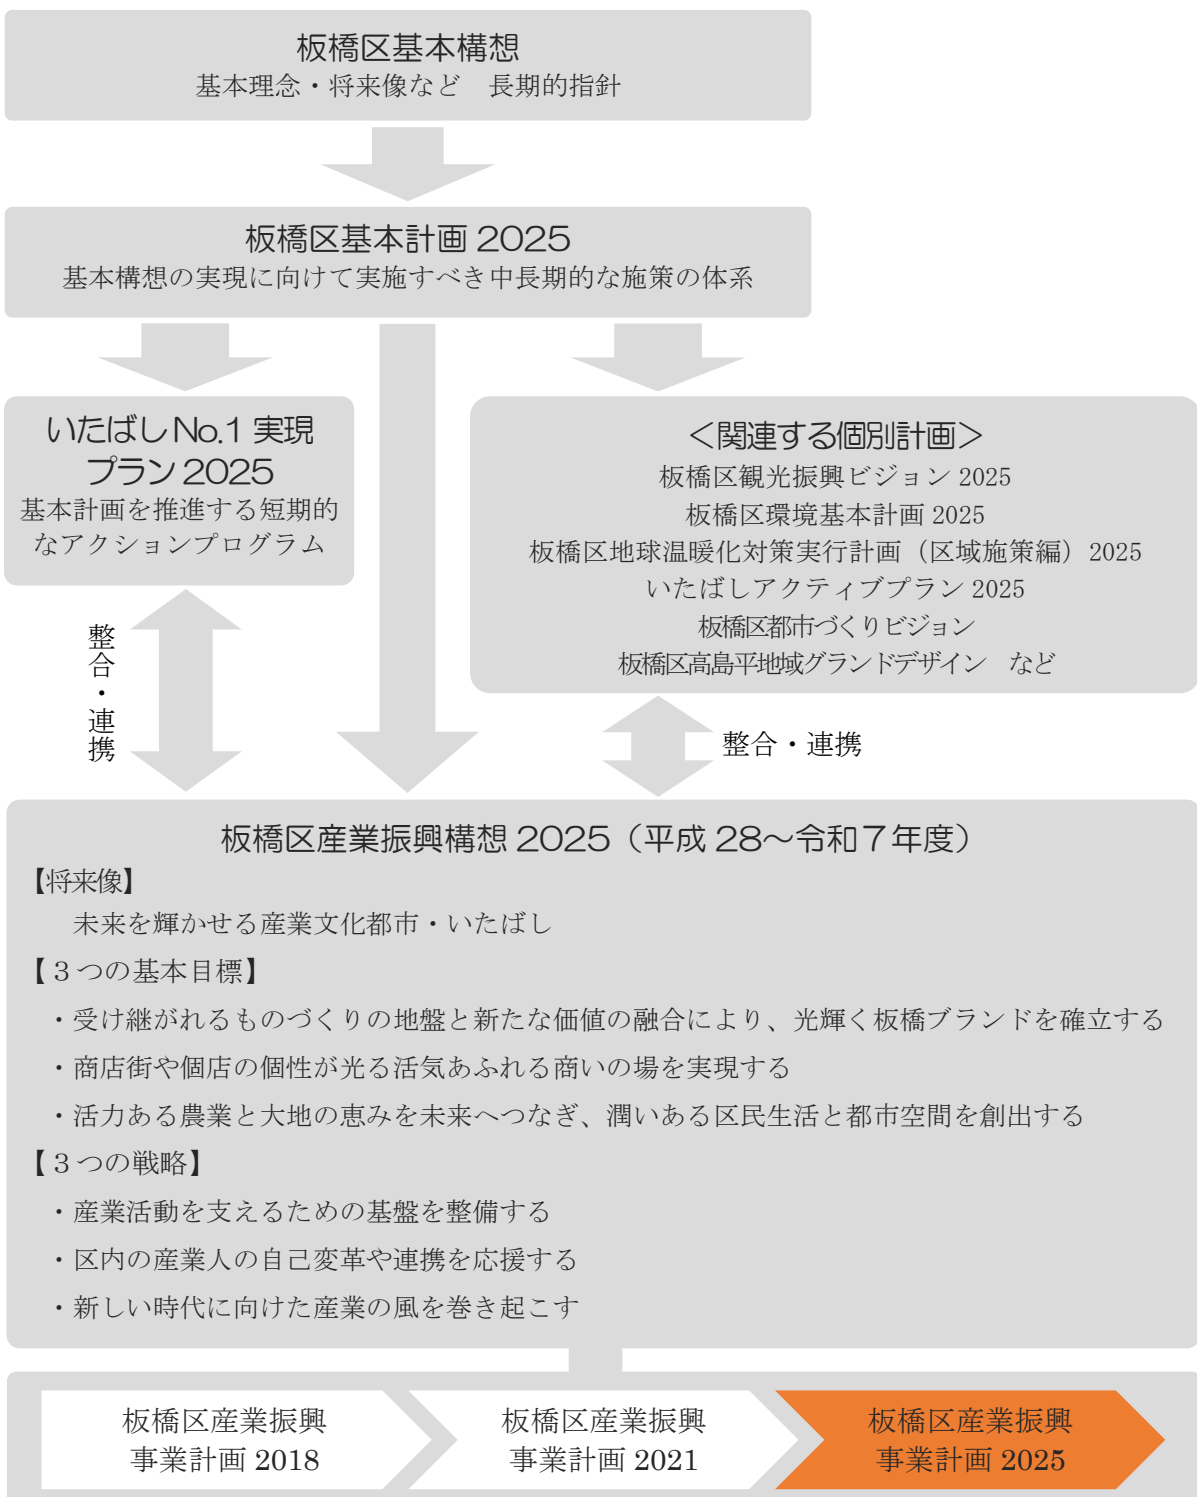 板橋区基本構想
基本理念・将来像など　長期的指針
板橋区基本計画 2025
基本構想の実現に向けて実施すべき中長期的な施策の体系
いたばし No.1 実現
プラン 2025
基本計画を推進する短期的
なアクションプログラム
＜関連する個別計画＞
板橋区観光振興ビジョン 2025
板橋区環境基本計画 2025
板橋区地球温暖化対策実行計画（区域施策編）2025
いたばしアクティブプラン 2025
板橋区都市づくりビジョン
板橋区高島平地域グランドデザイン　など
整合・連携
整合・連携
板橋区産業振興構想 2025（平成 28～令和７年度）
【将来像】
未来を輝かせる産業文化都市・いたばし
【３つの基本目標】
・受け継がれるものづくりの地盤と新たな価値の融合により、光輝く板橋ブランドを確立する
・商店街や個店の個性が光る活気あふれる商いの場を実現する
・活力ある農業と大地の恵みを未来へつなぎ、潤いある区民生活と都市空間を創出する
【３つの戦略】
・産業活動を支えるための基盤を整備する
・区内の産業人の自己変革や連携を応援する
・新しい時代に向けた産業の風を巻き起こす
板橋区産業振興
事業計画 2018
板橋区産業振興
事業計画 2021
板橋区産業振興
事業計画 2025